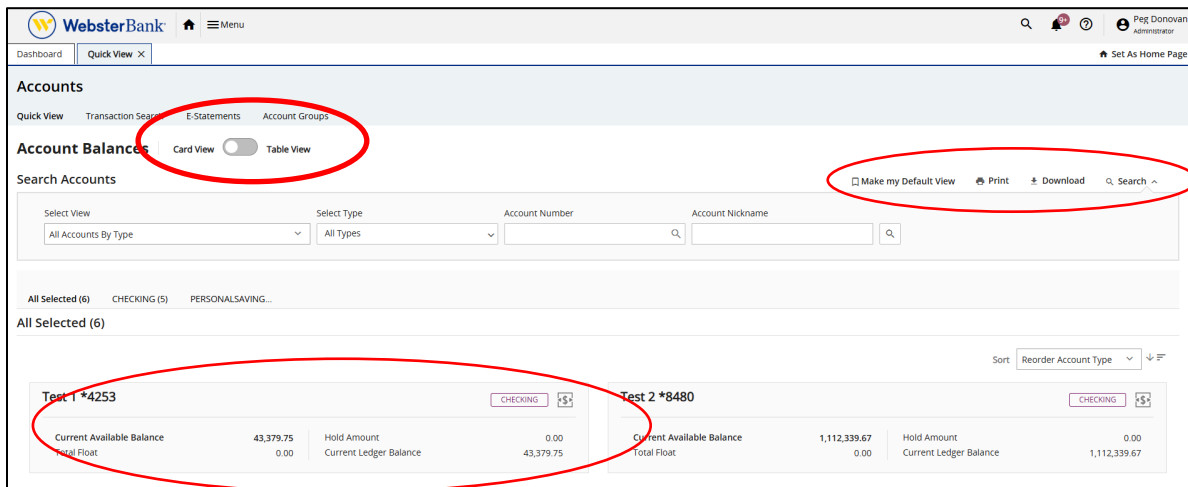 WebsterBank Menu 9+ Peg Donovan
Administrator
Dashboard Quick View X Set As Home Page
Accounts
Quick View Transaction Search E-Statements Account Groups
Account Balances Card View Table View
Search Accounts Make my Default View Print Download Search
Select View Select Type Account Number Account Nickname
All Accounts By Type All Types
All Selected (6) CHECKING (5) PERSONALSAVING...
All Selected (6)
Sort Reorder Account Type
Test 1 *4253 CHECKING Test 2 *8480 CHECKING
Current Available Balance 43,379.75 Hold Amount 0.00 Current Available Balance 1,112,339.67 Hold Amount 0.00
Total Float 0.00 Current Ledger Balance 43,379.75 Total Float 0.00 Current Ledger Balance 1,112,339.67